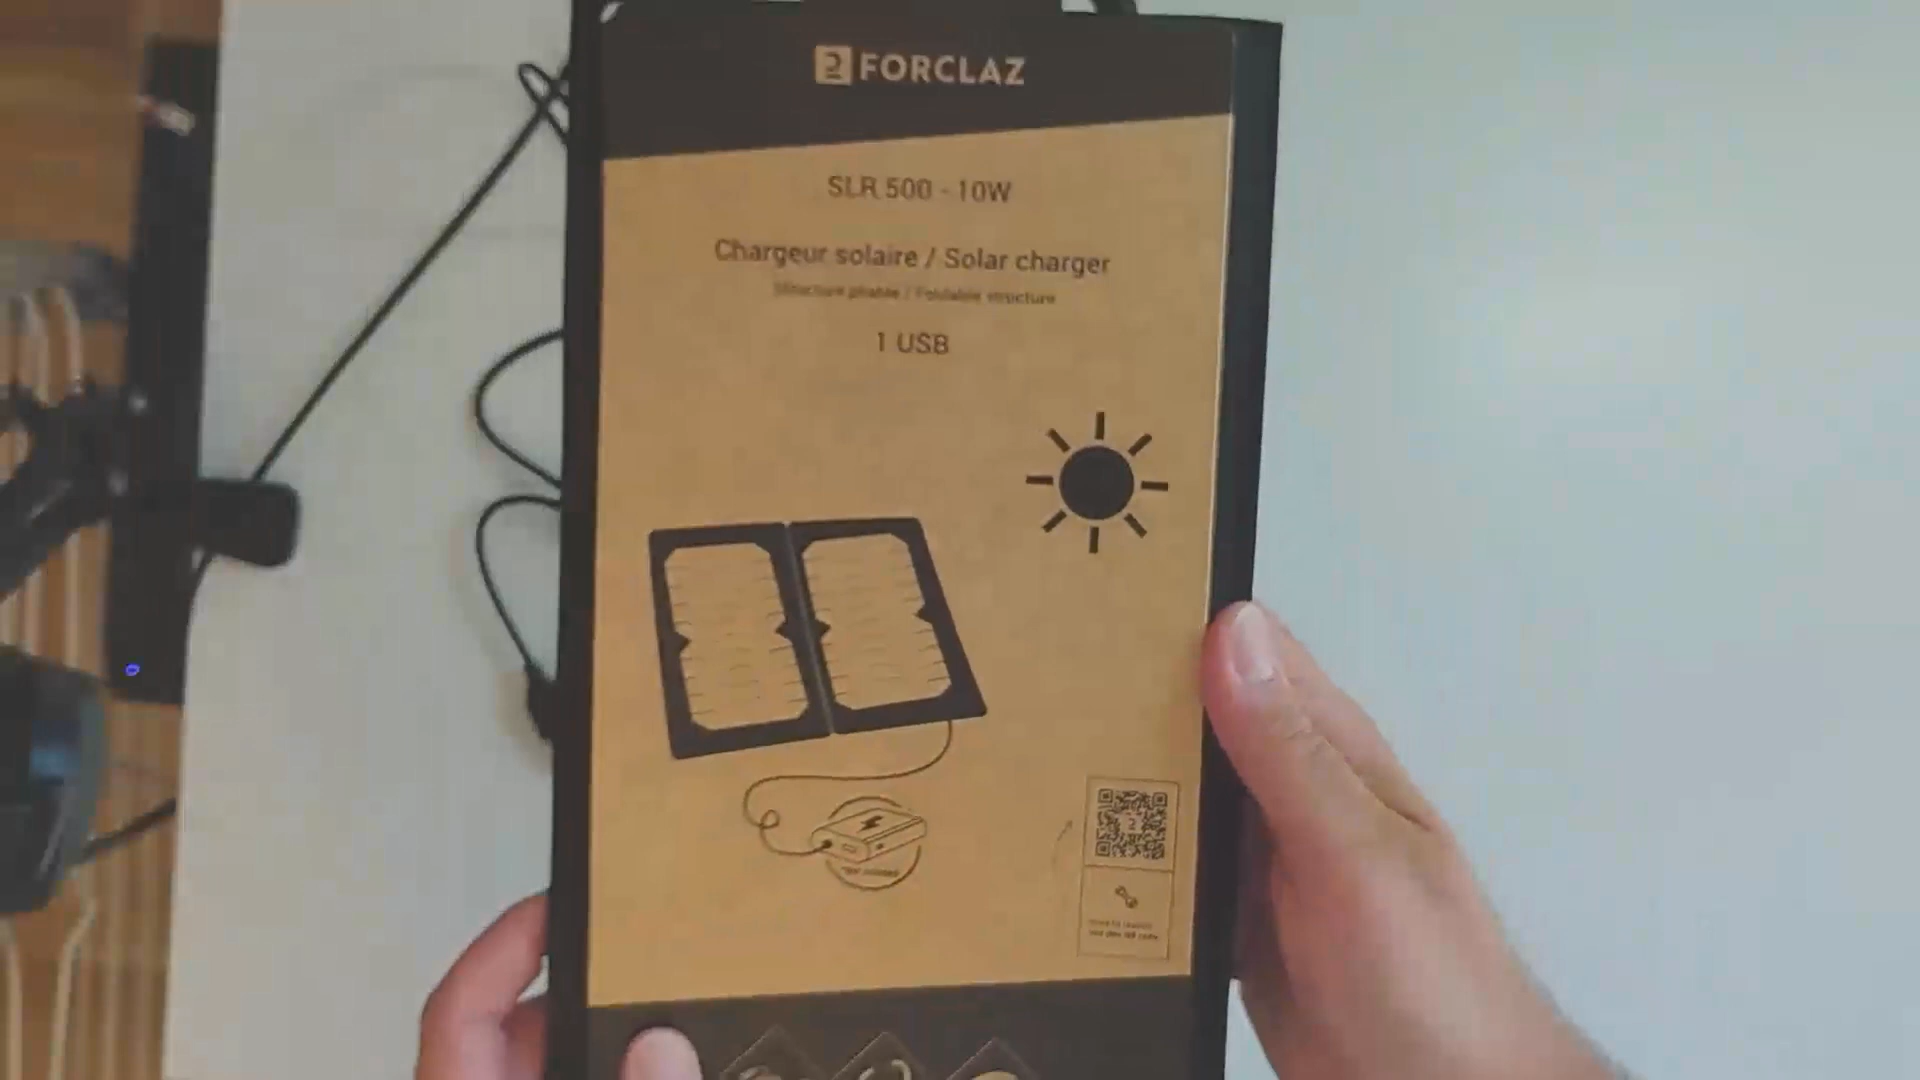 FORCLAZ
SLR 500 - 10W
Chargeur solaire / Solar charger
Structure pliable / Foldable structure
1 USB